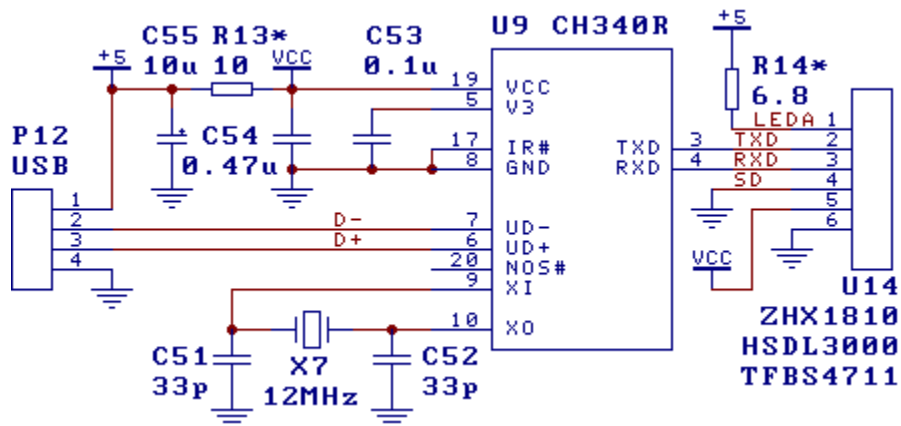 U9 CH340R
+5
C55 R13*
VCC
C53
+5
10u 10
0.1u
R14*
6.8
19 VCC
5 V3
P12
USB
C54
0.47u
17 IR#
8 GND
TXD 3
RXD 4
LEDA 1
TXD 2
RXD 3
SD 4
5
6
1
2 D- 7 UD-
3 D+ 6 UD+
4
20 NOS#
9 XI
VCC
10 XO
U14
ZHX1810
HSDL3000
TFBS4711
C51
33p
X7
12MHz
C52
33p